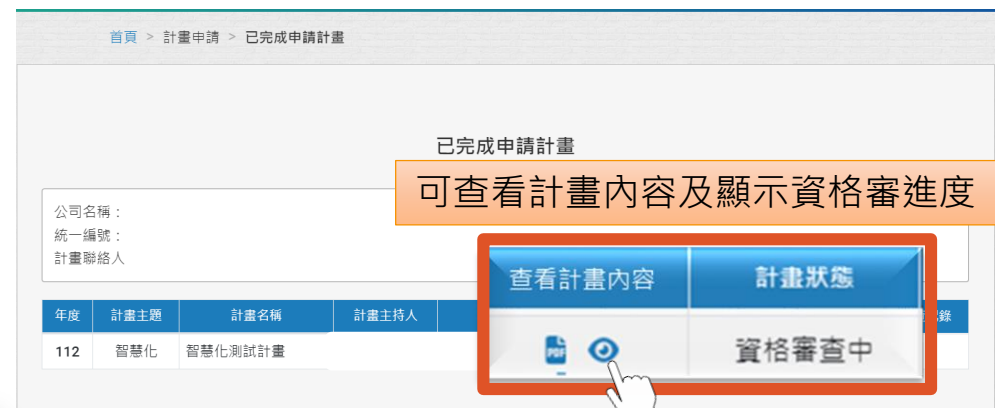 首頁 > 計畫申請 > 已完成申請計畫
已完成申請計畫
可查看計畫內容及顯示資格審進度
公司名稱：
統一編號：
計畫聯絡人
查看計畫內容 計畫狀態
年度 計畫主題 計畫名稱 計畫主持人 錄
112 智慧化 智慧化測試計畫
PDF 資格審查中